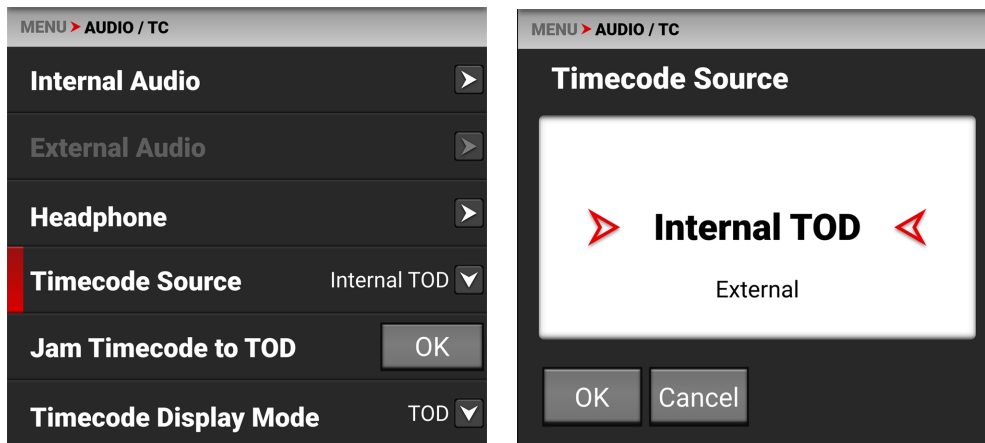 MENU AUDIO / TC
Internal Audio
External Audio
Headphone
Timecode Source Internal TOD
Jam Timecode to TOD OK
Timecode Display Mode TOD
MENU AUDIO / TC
Timecode Source
Internal TOD
External
OK Cancel